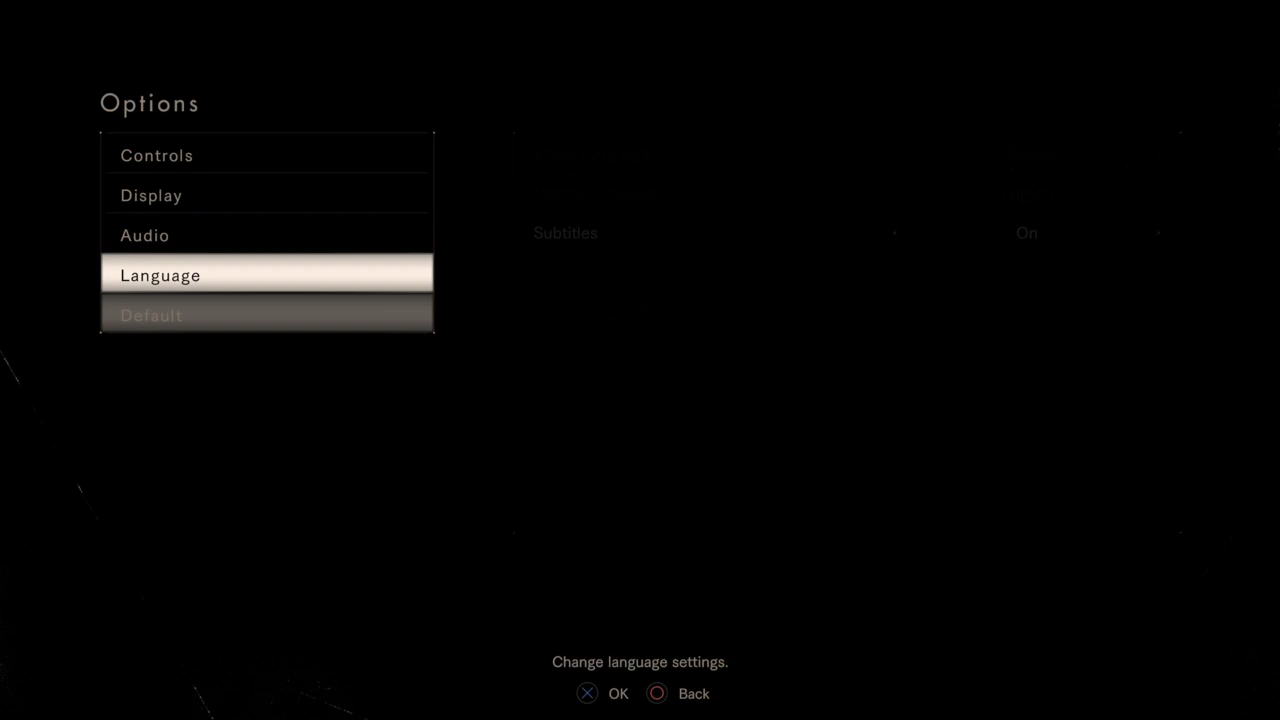 Options
Controls
Display
Audio
Language
Default
Subtitles On
Change language settings.
OK Back